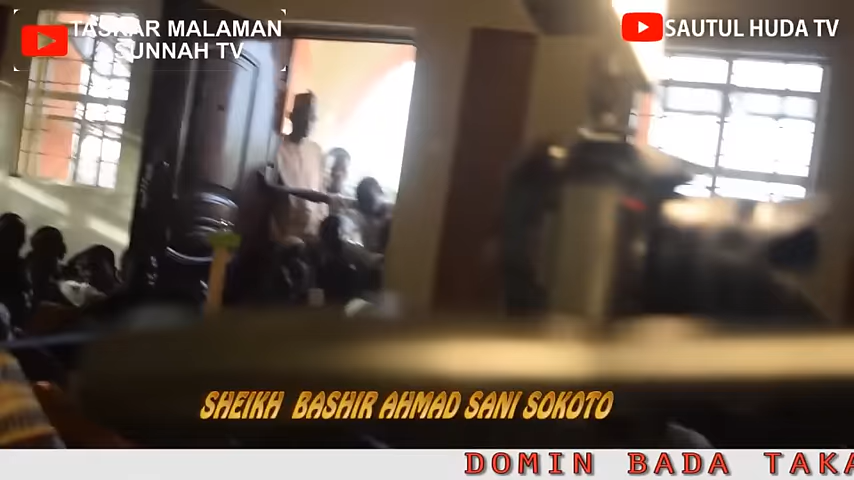 TASKAR MALAMAN
SUNNAH TV
SAUTUL HUDA TV
SHEIKH BASHIR AHMAD SANI SOKOTO
DOMIN BADA